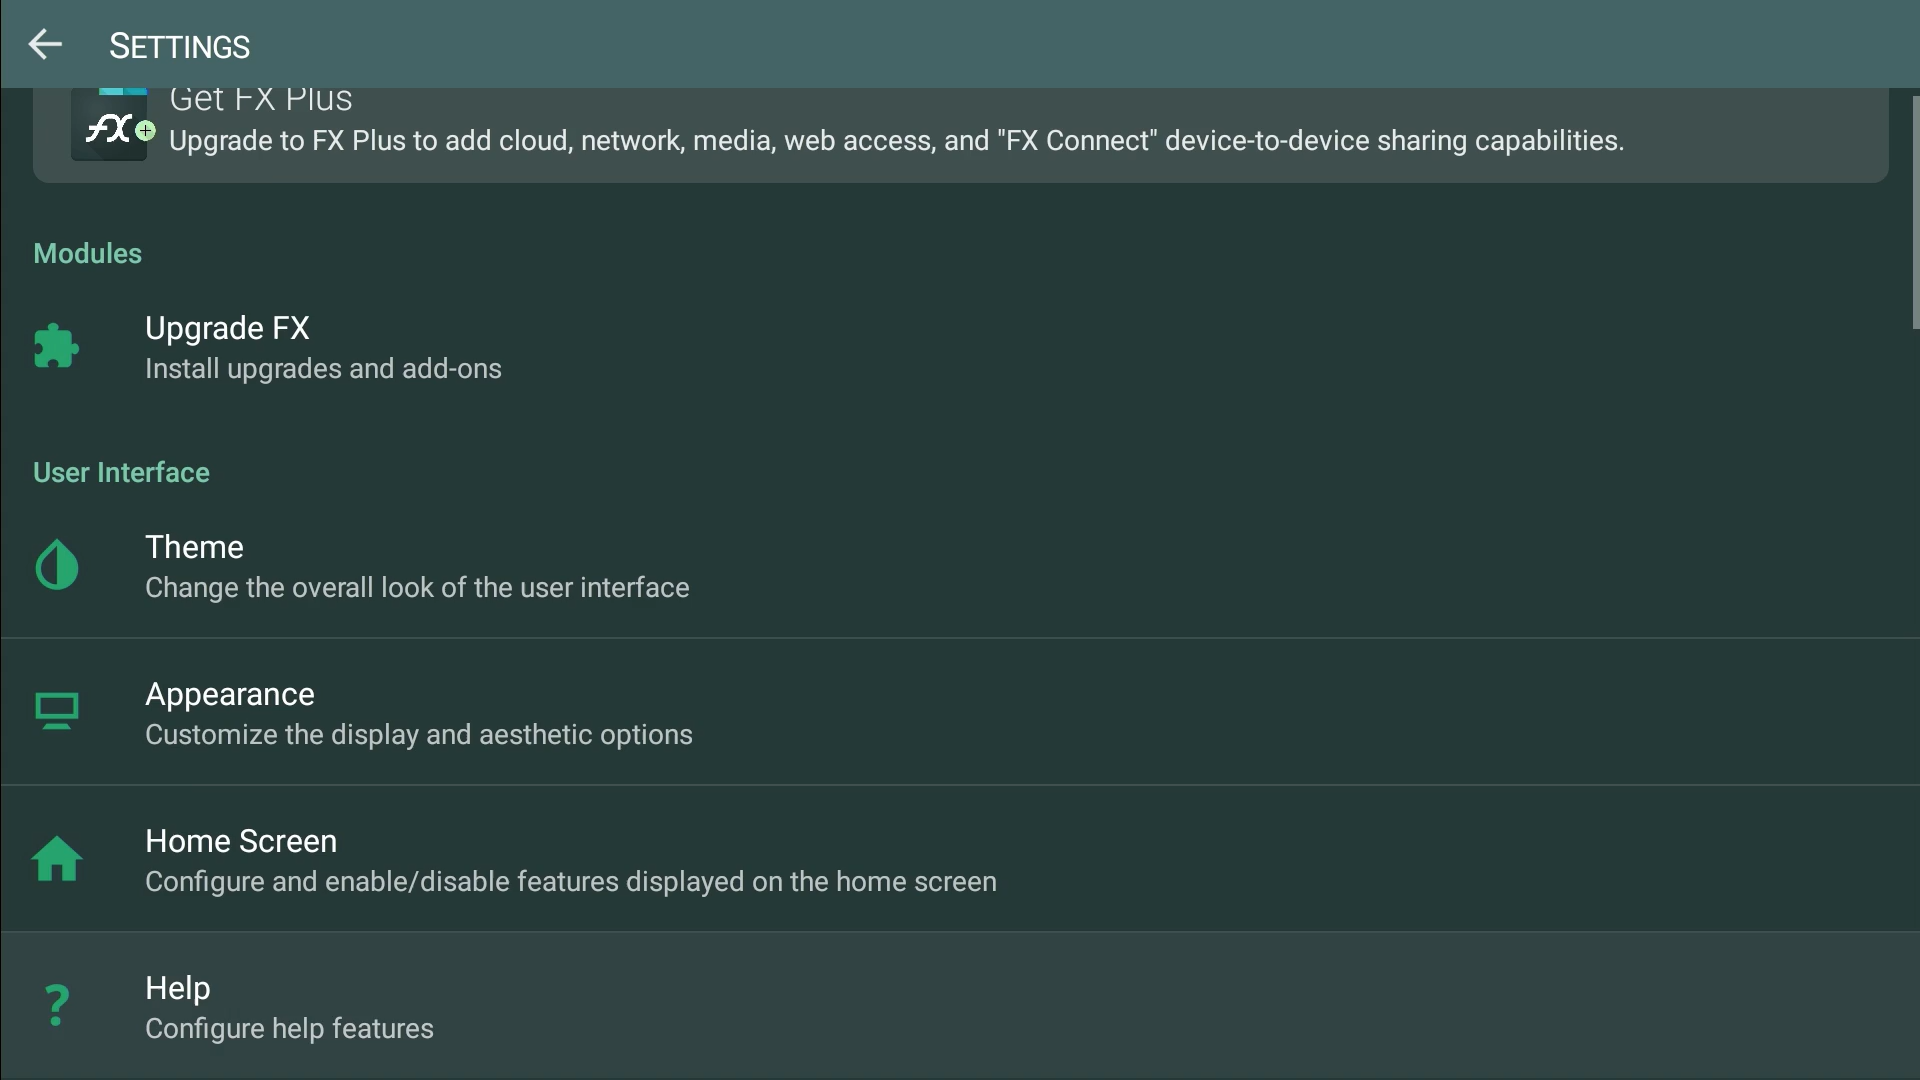 SETTINGS
Get FX Plus
FX
Upgrade to FX Plus to add cloud, network, media, web access, and "FX Connect" device-to-device sharing capabilities.
Modules
Upgrade FX
Install upgrades and add-ons
User Interface
Theme
Change the overall look of the user interface
Appearance
Customize the display and aesthetic options
Home Screen
Configure and enable/disable features displayed on the home screen
?
Help
Configure help features